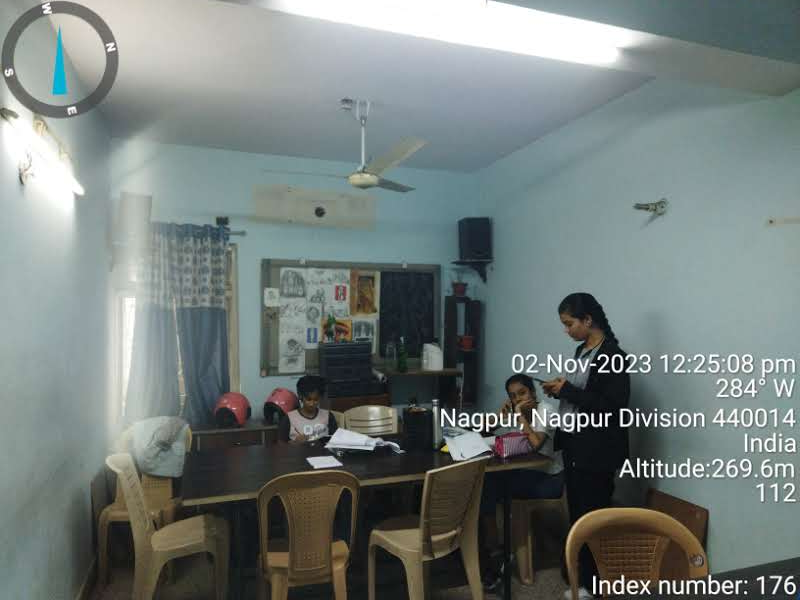 W
N
S
E
02-Nov-2023 12:25:08 pm
284° W
Nagpur, Nagpur Division 440014
India
Altitude:269.6m
112
Index number: 176